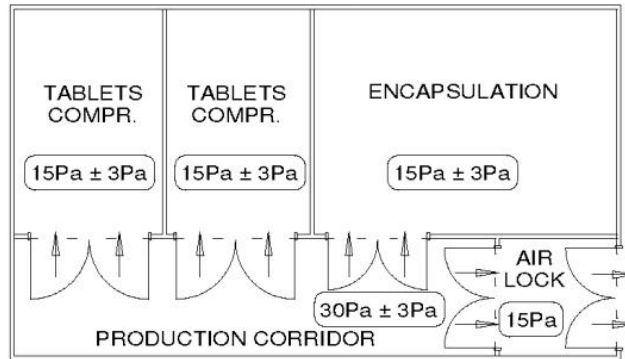 TABLETS
COMPR.
15Pa ± 3Pa
TABLETS
COMPR.
15Pa ± 3Pa
ENCAPSULATION
15Pa ± 3Pa
30Pa ± 3Pa
AIR
LOCK
15Pa
PRODUCTION CORRIDOR